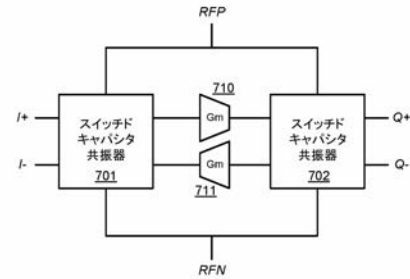 RFP
710
I+
スイッチド
キャパシタ
共振器
701
I-
Gm
Gm
711
スイッチド
キャパシタ
共振器
702
Q+
Q-
RFN